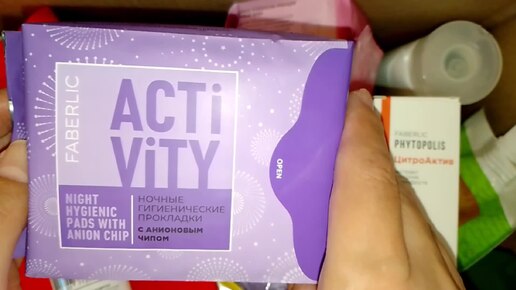 FABERLIC
ACTi
ViTY
NIGHT
HYGIENIC
PADS WITH
ANION CHIP
НОЧНЫЕ
ГИГИЕНИЧЕСКИЕ
ПРОКЛАДКИ
С АНИОНОВЫМ
ЧИПОМ
OPEN
FABERLIC
PHYTOPOLIS
ЦитроАктив